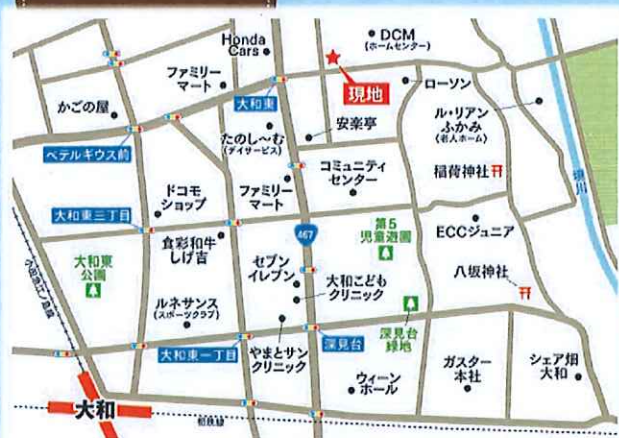 Honda
Cars
DCM
(ホームセンター)
ファミリー
マート
大和東
現地
ローソン
かごの屋
ル・リアン
ふかみ
(老人ホーム)
たのし〜む
(デイサービス)
安楽亭
ベテルギウス前
コミュニティ
センター
稲荷神社
境川
ドコモ
ショップ
ファミリー
マート
大和東三丁目
467
第5
児童遊園
ECCジュニア
食彩和牛
しげ吉
大和東
公園
セブン
イレブン
大和こども
クリニック
八坂神社
小田急江ノ島線
ルネサンス
(スポーツクラブ)
大和東一丁目
やまとサン
クリニック
深見台
深見台
緑地
ウィーン
ホール
ガスター
本社
シェア畑
大和
大和
相鉄線